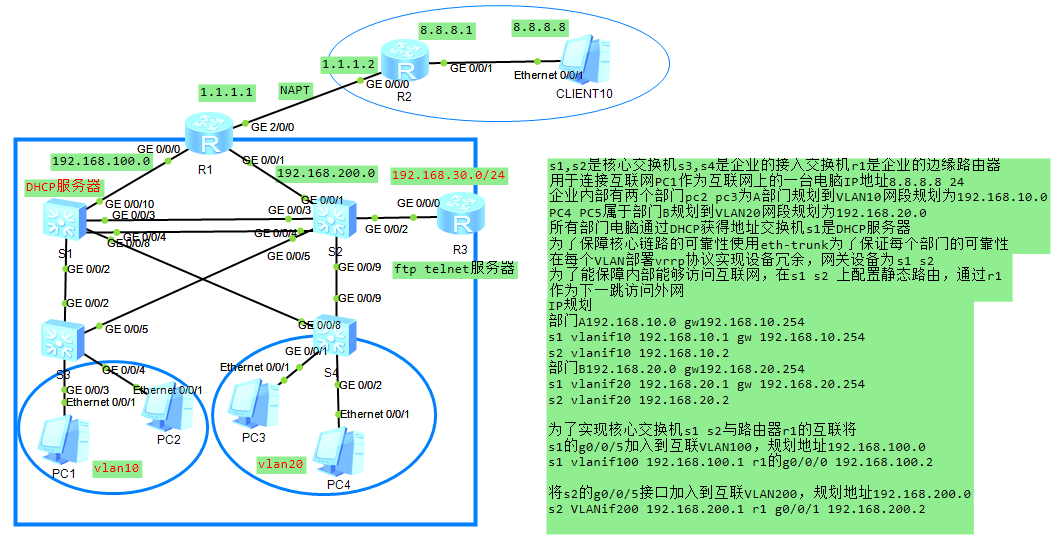 8.8.8.1
8.8.8.8
1.1.1.2
GE 0/0/1
Ethernet 0/0/1
GE 0/0/0
R2
CLIENT10
NAPT
1.1.1.1
GE 2/0/0
R1
GE 0/0/0
GE 0/0/1
192.168.100.0
192.168.200.0
192.168.30.0/24
DHCP服务器
GE 0/0/10
GE 0/0/3
GE 0/0/3
GE 0/0/1
GE 0/0/0
GE 0/0/2
R3
GE 0/0/4
GE 0/0/4
GE 0/0/8
S1
S2
GE 0/0/5
ftp telnet服务器
GE 0/0/2
GE 0/0/9
GE 0/0/2
GE 0/0/9
GE 0/0/5
GE 0/0/8
S3
GE 0/0/1
GE 0/0/4
Ethernet 0/0/1
S4
GE 0/0/3
Ethernet 0/0/1
Ethernet 0/0/1
GE 0/0/2
Ethernet 0/0/1
PC2
PC3
PC1
vlan10
vlan20
PC4
s1,s2是核心交换机s3,s4是企业的接入交换机r1是企业的边缘路由器
用于连接互联网PC1作为互联网上的一台电脑IP地址8.8.8.8 24
企业内部有两个部门pc2 pc3为A部门规划到VLAN10网段规划为192.168.10.0
PC4 PC5属于部门B规划到VLAN20网段规划为192.168.20.0
所有部门电脑通过DHCP获得地址交换机s1是DHCP服务器
为了保障核心链路的可靠性使用eth-trunk为了保证每个部门的可靠性
在每个VLAN部署vrrp协议实现设备冗余，网关设备为s1 s2
为了能保障内部能够访问互联网，在s1 s2 上配置静态路由，通过r1
作为下一跳访问外网
IP规划
部门A192.168.10.0 gw192.168.10.254
s1 vlanif10 192.168.10.1 gw 192.168.10.254
s2 vlanif10 192.168.10.2
部门B192.168.20.0 gw192.168.20.254
s1 vlanif20 192.168.20.1 gw 192.168.20.254
s2 vlanif20 192.168.20.2
为了实现核心交换机s1 s2与路由器r1的互联将
s1的g0/0/5加入到互联VLAN100，规划地址192.168.100.0
s1 vlanif100 192.168.100.1 r1的g0/0/0 192.168.100.2
将s2的g0/0/5接口加入到互联VLAN200，规划地址192.168.200.0
s2 VLANif200 192.168.200.1 r1 g0/0/1 192.168.200.2